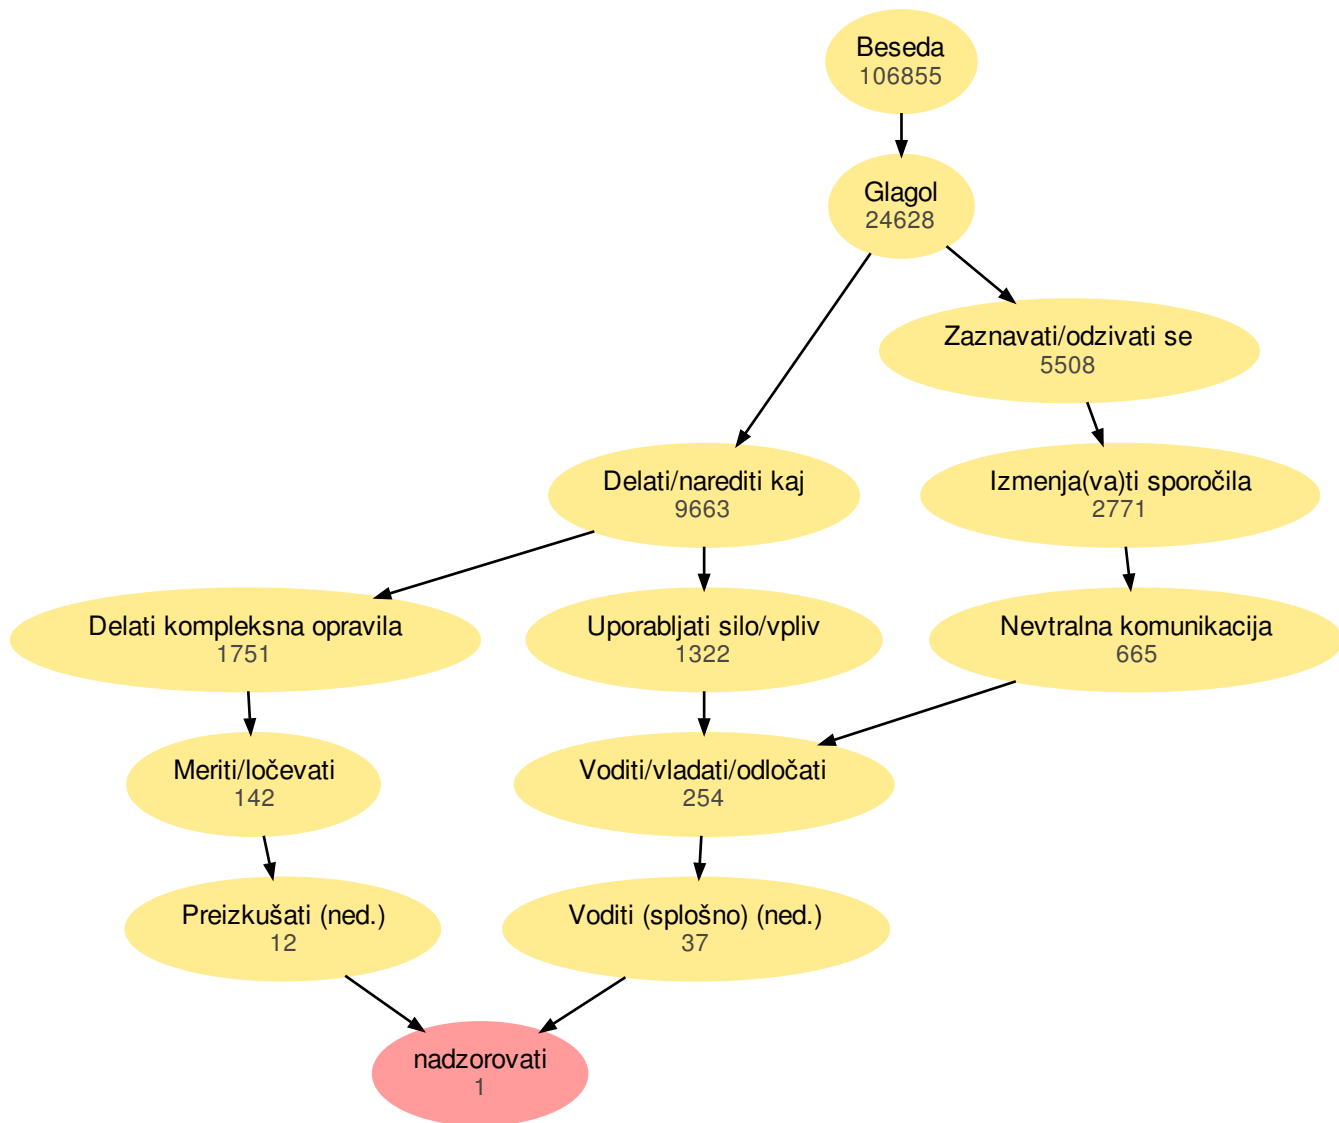 Beseda
106855
Glagol
24628
Zaznavati/odzivati se
5508
Delati/narediti kaj
9663
Izmenja(va)ti sporočila
2771
Delati kompleksna opravila
1751
Uporabljati silo/vpliv
1322
Nevtralna komunikacija
665
Meriti/ločevati
142
Voditi/vladati/odločati
254
Preizkušati (ned.)
12
Voditi (splošno) (ned.)
37
nadzorovati
1